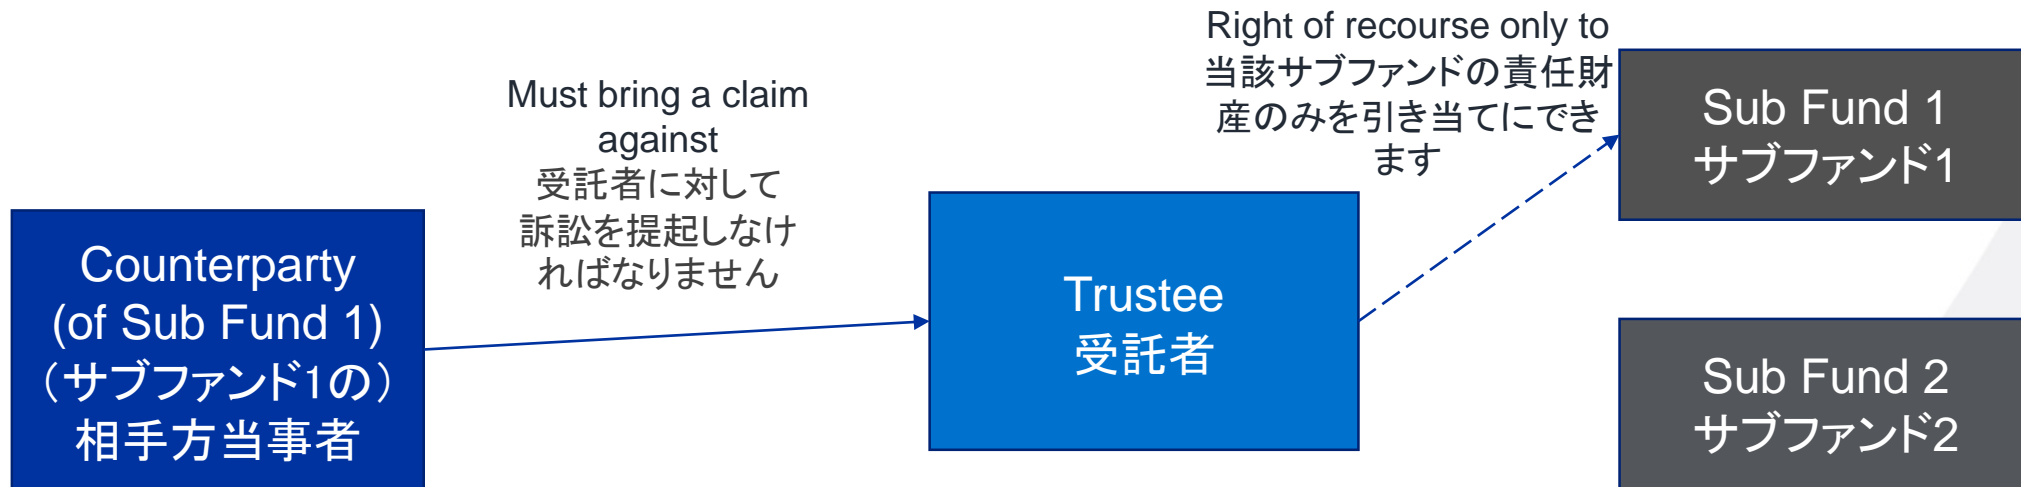 Counterparty
(of Sub Fund 1)
（サブファンド1の）
相手方当事者
Must bring a claim
against
受託者に対して
訴訟を提起しなけ
ればなりません
Trustee
受託者
Right of recourse only to
当該サブファンドの責任財
産のみを引き当てにでき
ます
Sub Fund 1
サブファンド1
Sub Fund 2
サブファンド2